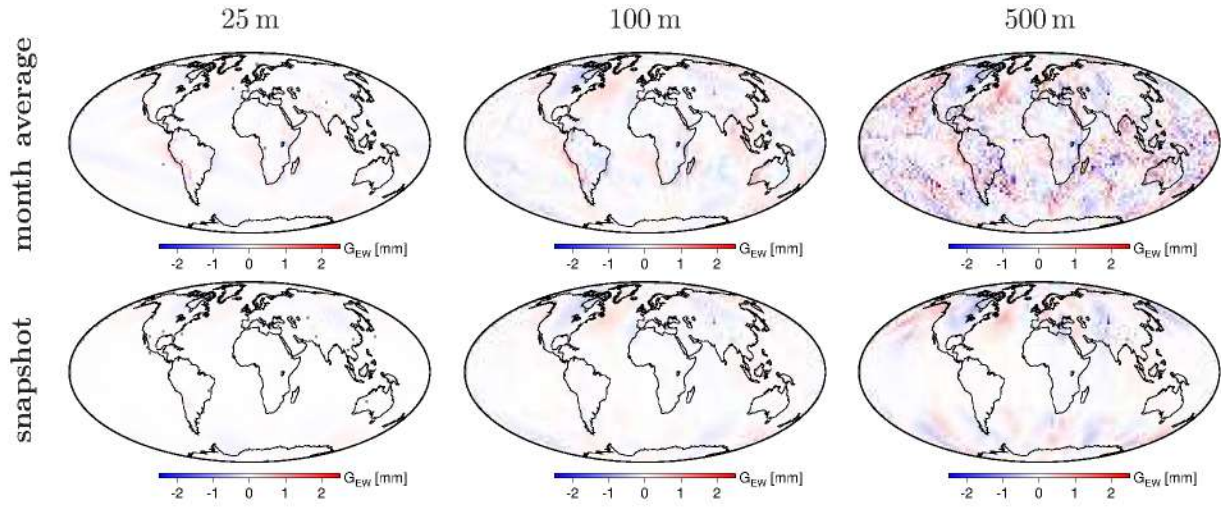 25 m 100 m 500 m
month average
G_EW [mm] G_EW [mm] G_EW [mm]
-2 -1 0 1 2 -2 -1 0 1 2 -2 -1 0 1 2
snapshot
G_EW [mm] G_EW [mm] G_EW [mm]
-2 -1 0 1 2 -2 -1 0 1 2 -2 -1 0 1 2